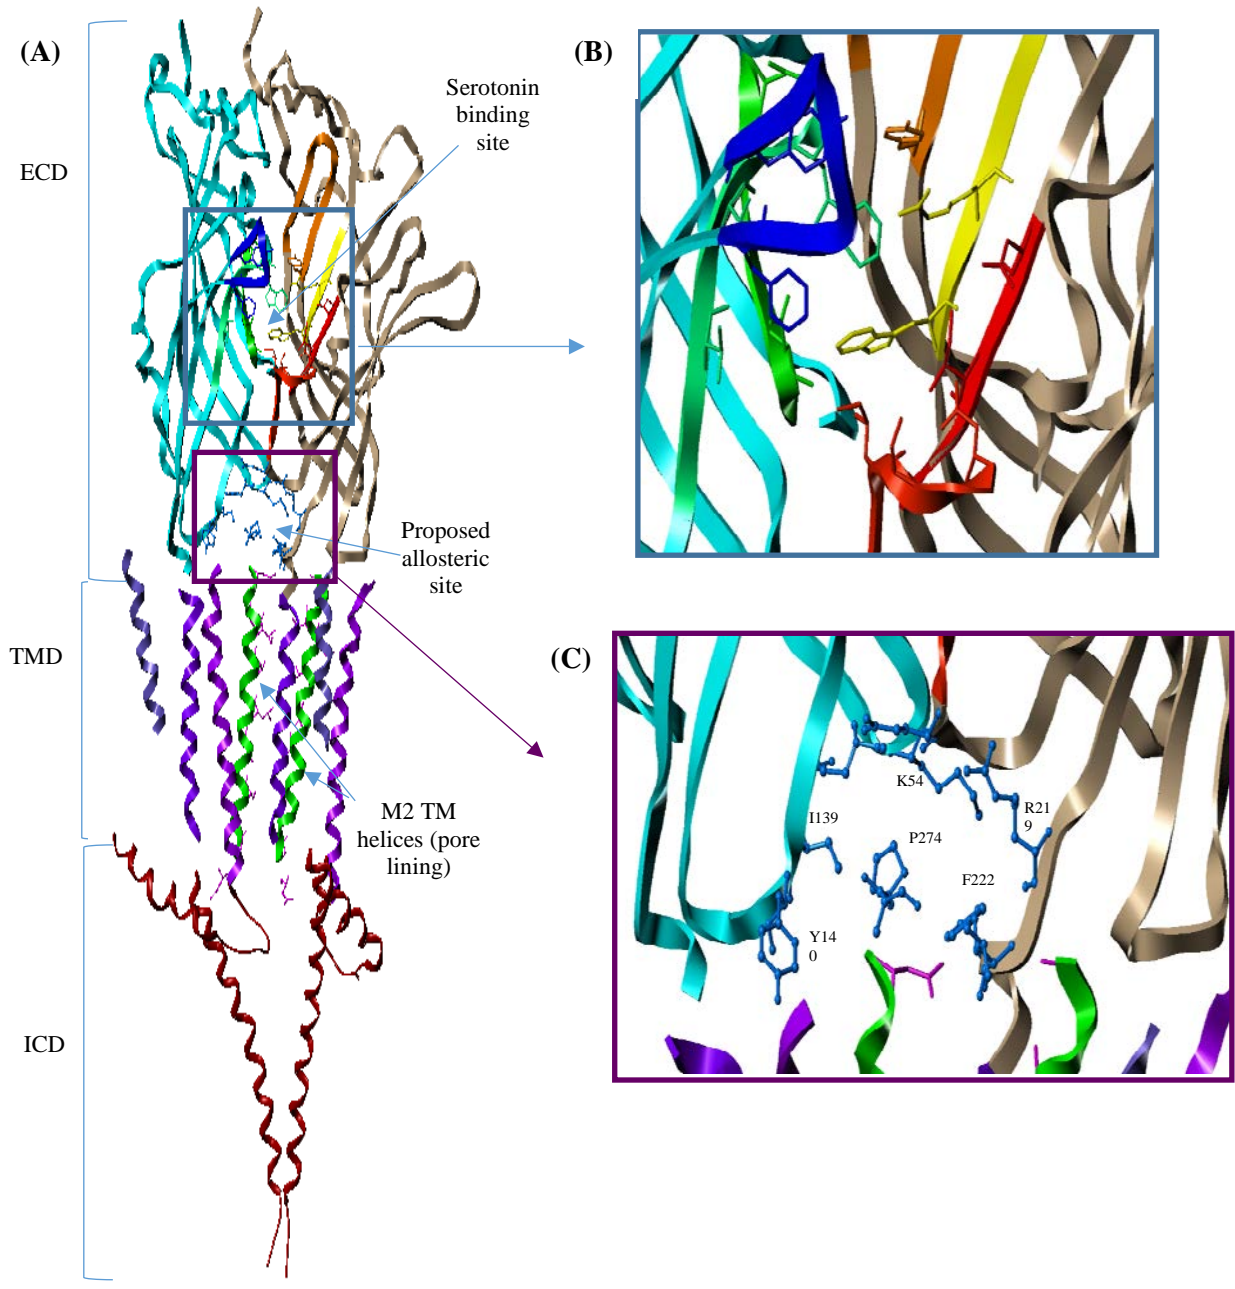 (A)
ECD
Serotonin
binding
site
Proposed
allosteric
site
TMD
M2 TM
helices (pore
lining)
ICD
(B)
(C)
K54
R21
9
I139
P274
F222
Y14
0